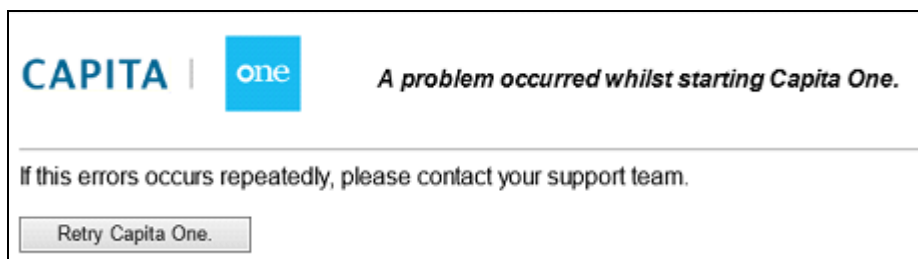 CAPITA | one
A problem occurred whilst starting Capita One.
If this errors occurs repeatedly, please contact your support team.
Retry Capita One.